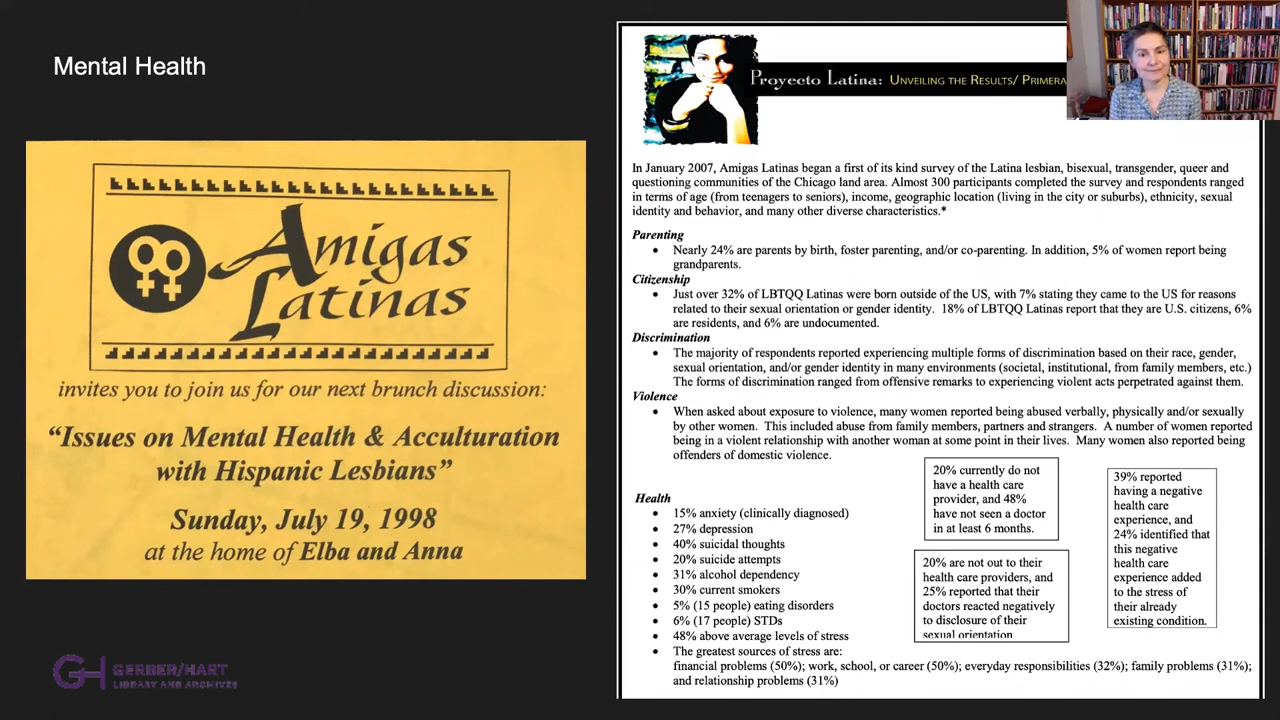 Mental Health
Amigas
Latinas
invites you to join us for our next brunch discussion:
“Issues on Mental Health & Acculturation
with Hispanic Lesbians”
Sunday, July 19, 1998
at the home of Elba and Anna
GERBER/HART
LIBRARY AND ARCHIVES
Proyecto Latina: UNVEILING THE RESULTS/ PRIMERA
In January 2007, Amigas Latinas began a first of its kind survey of the Latina lesbian, bisexual, transgender, queer and
questioning communities of the Chicago land area. Almost 300 participants completed the survey and respondents ranged
in terms of age (from teenagers to seniors), income, geographic location (living in the city or suburbs), ethnicity, sexual
identity and behavior, and many other diverse characteristics.*
Parenting
• Nearly 24% are parents by birth, foster parenting, and/or co-parenting. In addition, 5% of women report being
grandparents.
Citizenship
• Just over 32% of LBTQQ Latinas were born outside of the US, with 7% stating they came to the US for reasons
related to their sexual orientation or gender identity. 18% of LBTQQ Latinas report that they are U.S. citizens, 6%
are residents, and 6% are undocumented.
Discrimination
• The majority of respondents reported experiencing multiple forms of discrimination based on their race, gender,
sexual orientation, and/or gender identity in many environments (societal, institutional, from family members, etc.)
The forms of discrimination ranged from offensive remarks to experiencing violent acts perpetrated against them.
Violence
• When asked about exposure to violence, many women reported being abused verbally, physically and/or sexually
by other women. This included abuse from family members, partners and strangers. A number of women reported
being in a violent relationship with another woman at some point in their lives. Many women also reported being
offenders of domestic violence.
Health
• 15% anxiety (clinically diagnosed)
• 27% depression
• 40% suicidal thoughts
• 20% suicide attempts
• 31% alcohol dependency
• 30% current smokers
• 5% (15 people) eating disorders
• 6% (17 people) STDs
• 48% above average levels of stress
• The greatest sources of stress are:
financial problems (50%); work, school, or career (50%); everyday responsibilities (32%); family problems (31%);
and relationship problems (31%)
20% currently do not
have a health care
provider, and 48%
have not seen a doctor
in at least 6 months.
20% are not out to their
health care providers, and
25% reported that their
doctors reacted negatively
to disclosure of their
sexual orientation
39% reported
having a negative
health care
experience, and
24% identified that
this negative
health care
experience added
to the stress of
their already
existing condition.